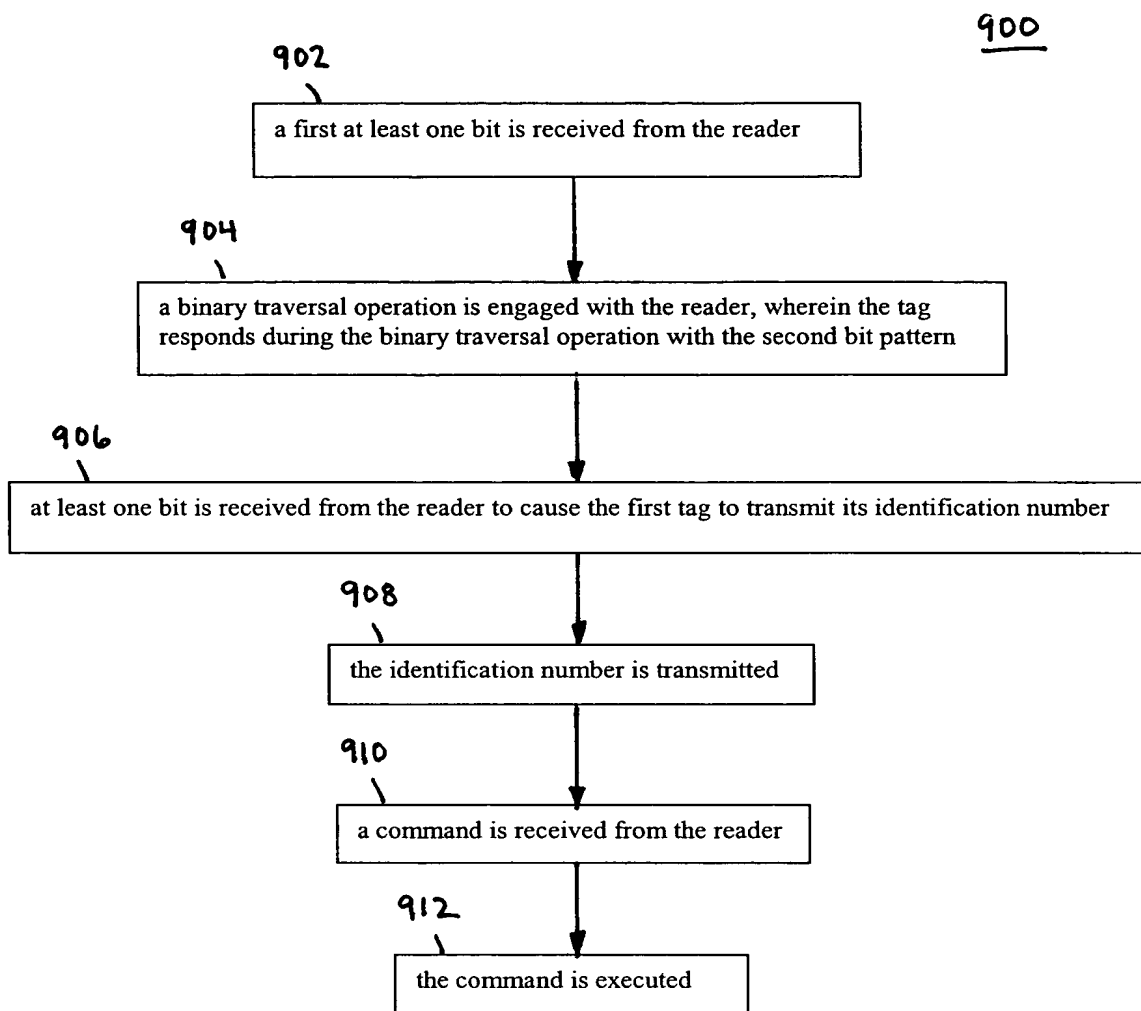 900
902
a first at least one bit is received from the reader
904
a binary traversal operation is engaged with the reader, wherein the tag
responds during the binary traversal operation with the second bit pattern
906
at least one bit is received from the reader to cause the first tag to transmit its identification number
908
the identification number is transmitted
910
a command is received from the reader
912
the command is executed